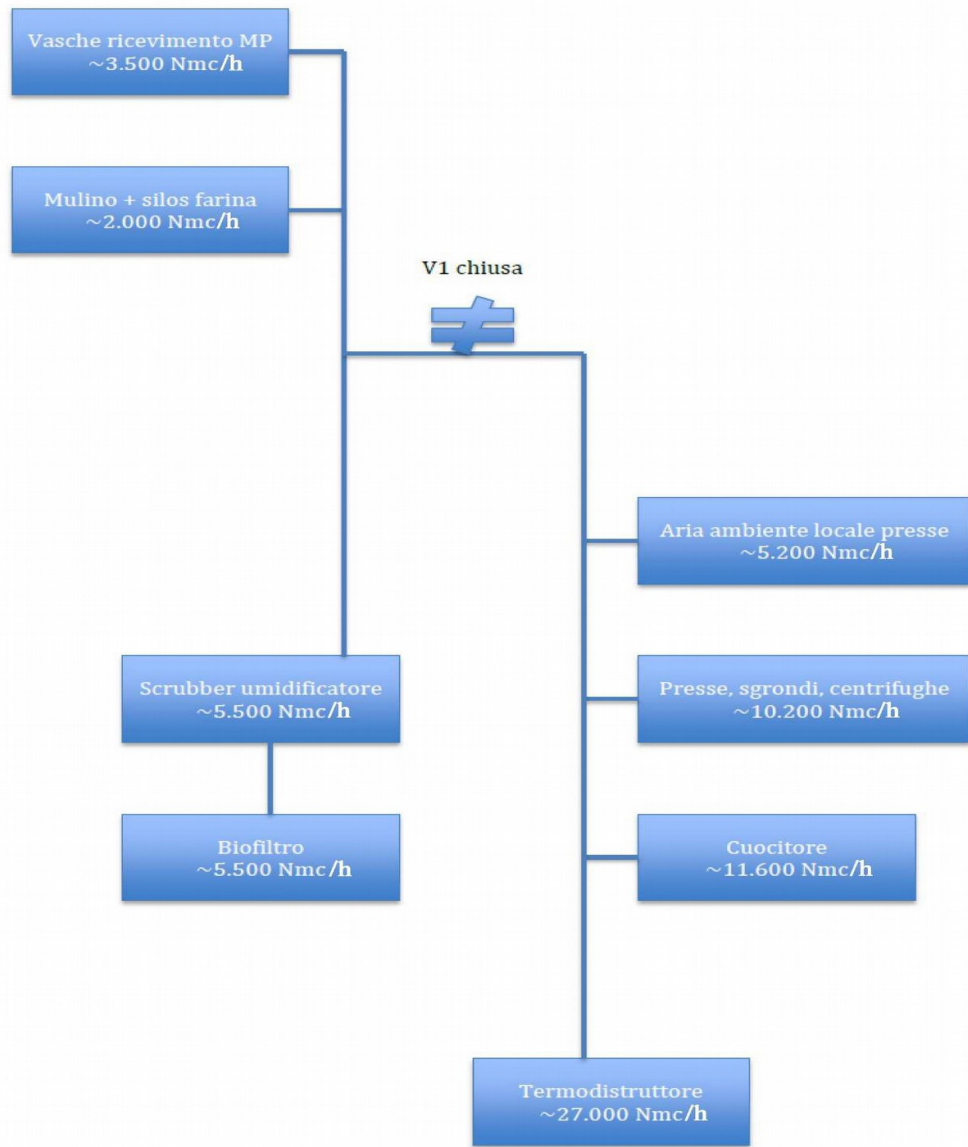 Vasche ricevimento MP
~3.500 Nmc/h
Mulino + silos farina
~2.000 Nmc/h
V1 chiusa
Aria ambiente locale presse
~5.200 Nmc/h
Scrubber umidificatore
~5.500 Nmc/h
Presse, sgrondi, centrifughe
~10.200 Nmc/h
Biofiltro
~5.500 Nmc/h
Cuocitore
~11.600 Nmc/h
Termodistruttore
~27.000 Nmc/h